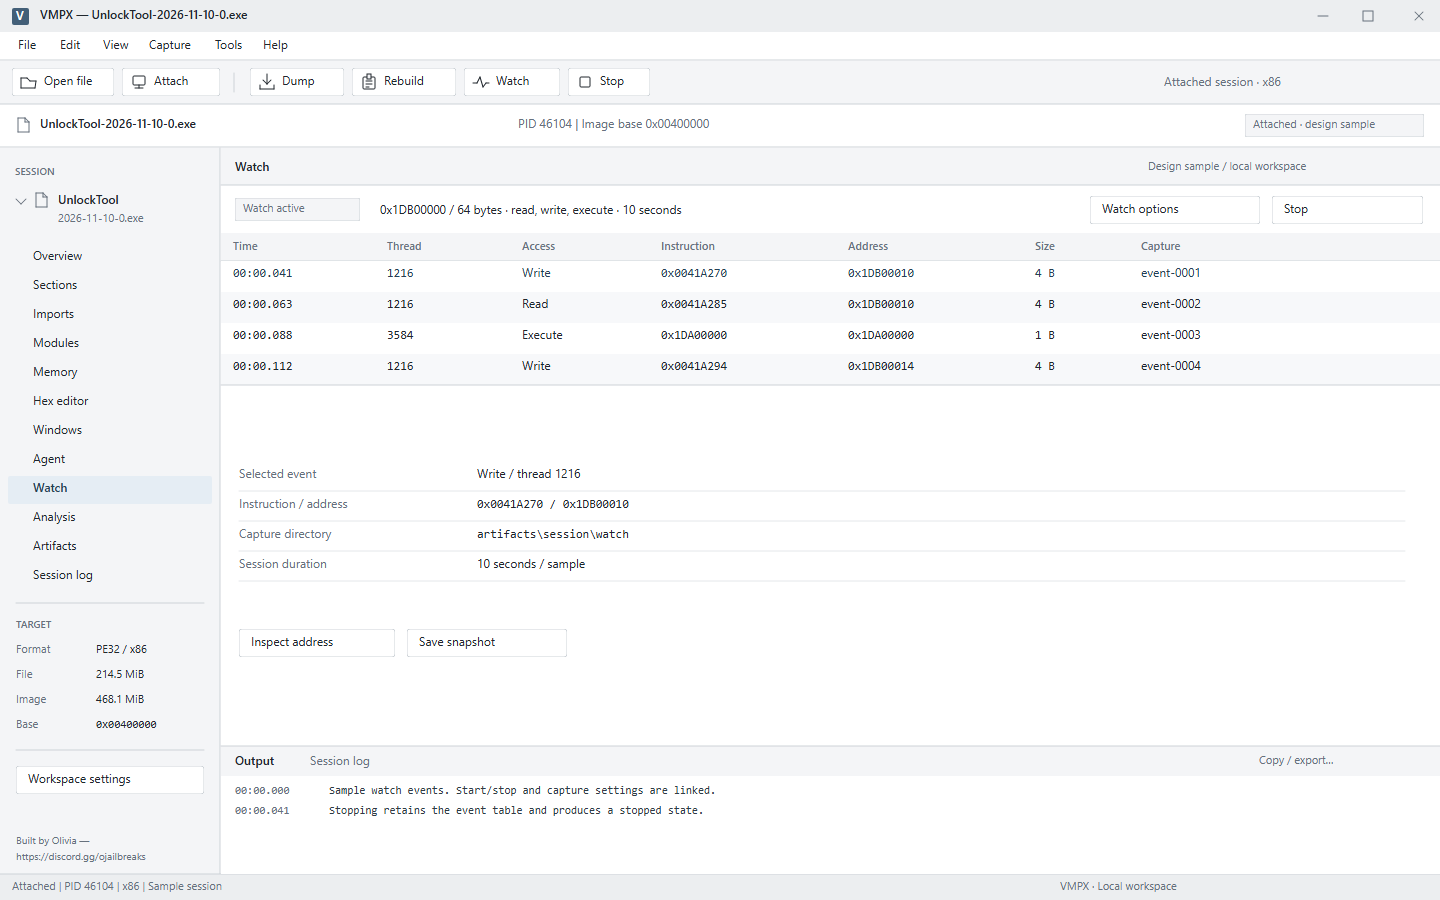 V VMPX — UnlockTool-2026-11-10-0.exe
File Edit View Capture Tools Help
Open file Attach Dump Rebuild Watch Stop Attached session · x86
UnlockTool-2026-11-10-0.exe PID 46104 | Image base 0x00400000 Attached · design sample
SESSION
UnlockTool
2026-11-10-0.exe
Overview
Sections
Imports
Modules
Memory
Hex editor
Windows
Agent
Watch
Analysis
Artifacts
Session log
TARGET
Format PE32 / x86
File 214.5 MiB
Image 468.1 MiB
Base 0x00400000
Workspace settings
Built by Olivia —
https://discord.gg/ojailbreaks
Watch Design sample / local workspace
Watch active 0x1DB00000 / 64 bytes · read, write, execute · 10 seconds Watch options Stop
Time Thread Access Instruction Address Size Capture
00:00.041 1216 Write 0x0041A270 0x1DB00010 4 B event-0001
00:00.063 1216 Read 0x0041A285 0x1DB00010 4 B event-0002
00:00.088 3584 Execute 0x1DA00000 0x1DA00000 1 B event-0003
00:00.112 1216 Write 0x0041A294 0x1DB00014 4 B event-0004
Selected event Write / thread 1216
Instruction / address 0x0041A270 / 0x1DB00010
Capture directory artifacts\session\watch
Session duration 10 seconds / sample
Inspect address Save snapshot
Output Session log Copy / export...
00:00.000 Sample watch events. Start/stop and capture settings are linked.
00:00.041 Stopping retains the event table and produces a stopped state.
Attached | PID 46104 | x86 | Sample session VMPX · Local workspace